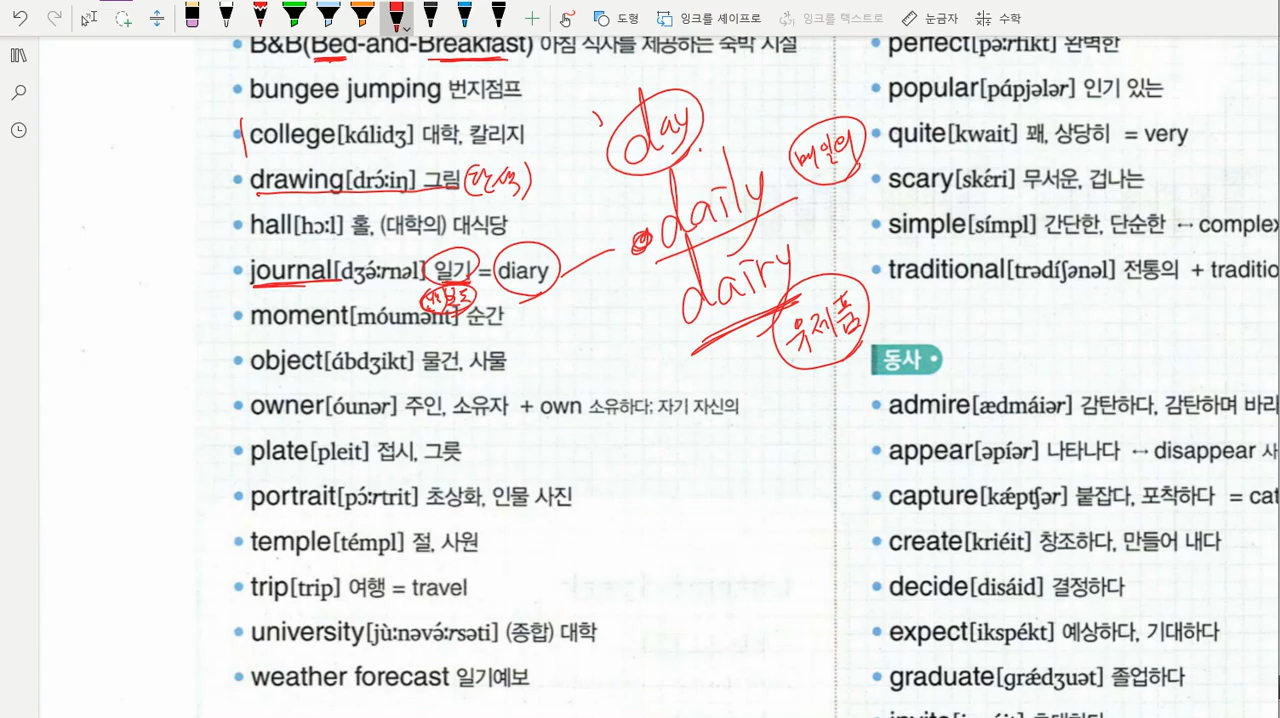 도형
잉크를 셰이프로
잉크를 텍스트로
눈금자
수학
B&B(Bed-and-Breakfast) 아침 식사를 제공하는 숙박 시설
bungee jumping 번지점프
college[kálidʒ] 대학, 칼리지
drawing[drɔ́ːiŋ] 그림
hall[hɔːl] 홀, (대학의) 대식당
journal[dʒə́ːrnəl] 일기 = diary
moment[móumənt] 순간
object[ábdʒikt] 물건, 사물
owner[óunər] 주인, 소유자 + own 소유하다; 자기 자신의
plate[pleit] 접시, 그릇
portrait[pɔ́ːrtrit] 초상화, 인물 사진
temple[témpl] 절, 사원
trip[trip] 여행 = travel
university[jùːnəvə́ːrsəti] (종합) 대학
weather forecast 일기예보
day
daily
매일의
dairy
유제품
perfect[pə́ːrfikt] 완벽한
popular[pápjələr] 인기 있는
quite[kwait] 꽤, 상당히 = very
scary[skɛ́ri] 무서운, 겁나는
simple[símpl] 간단한, 단순한 ↔ complex
traditional[trədíʃənəl] 전통의 + traditio
동사
admire[ædmáiər] 감탄하다, 감탄하며 바라
appear[əpíər] 나타나다 ↔ disappear 사
capture[kǽptʃər] 붙잡다, 포착하다 = cat
create[kriéit] 창조하다, 만들어 내다
decide[disáid] 결정하다
expect[ikspékt] 예상하다, 기대하다
graduate[grǽdʒuət] 졸업하다